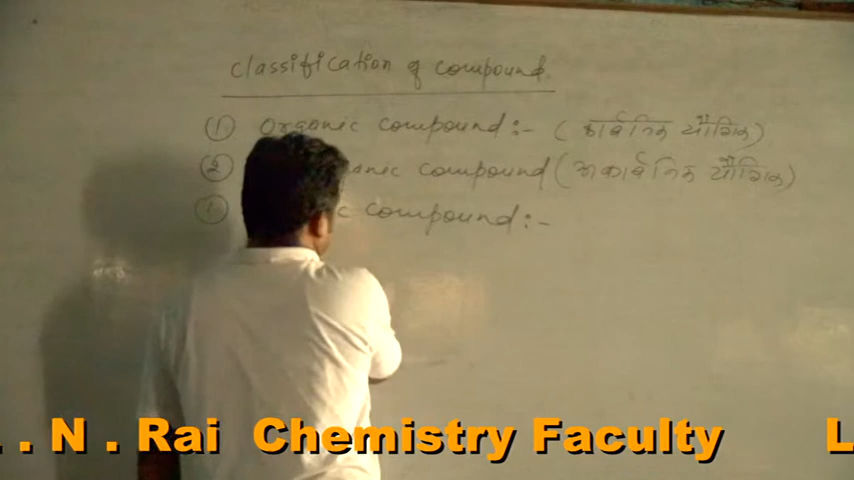 Classification of compound.
① Organic compound :- ( कार्बनिक यौगिक )
② anic compound ( अकार्बनिक यौगिक )
① c compound :-
. . N . Rai Chemistry Faculty L